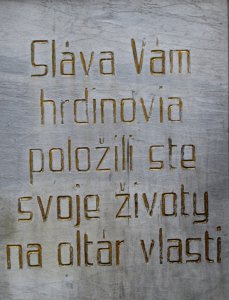 Sláva Vám
hrdinovia
položili ste
svoje životy
na oltár vlasti